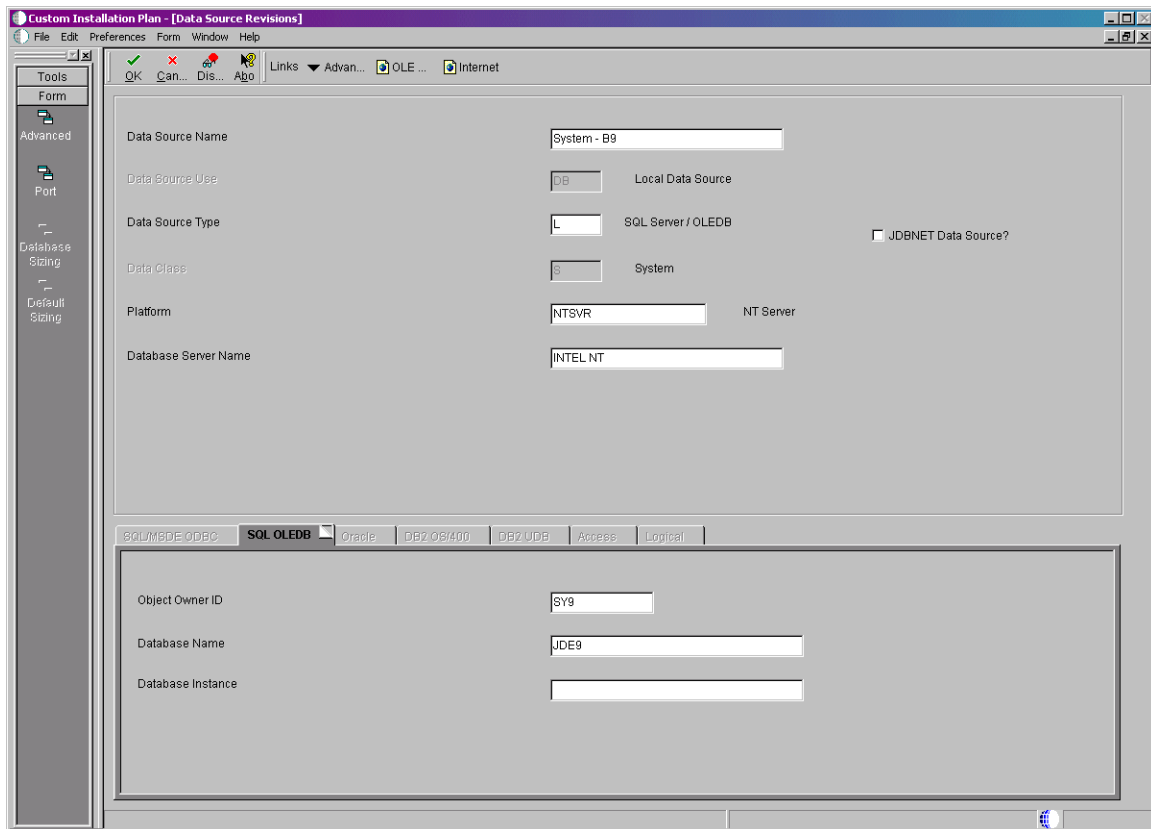 Custom Installation Plan - [Data Source Revisions]
File Edit Preferences Form Window Help
Tools
Form
Advanced
Port
Database
Sizing
Default
Sizing
OK Can... Dis... Abo Links Advan... OLE ... Internet
Data Source Name System - B9
Data Source Use DB Local Data Source
Data Source Type L SQL Server / OLEDB
JDBNET Data Source?
Data Class S System
Platform NTSVR NT Server
Database Server Name INTEL NT
SQL/MSDE ODBC SQL OLEDB Oracle DB2 OS/400 DB2 UDB Access Logical
Object Owner ID SY9
Database Name JDE9
Database Instance